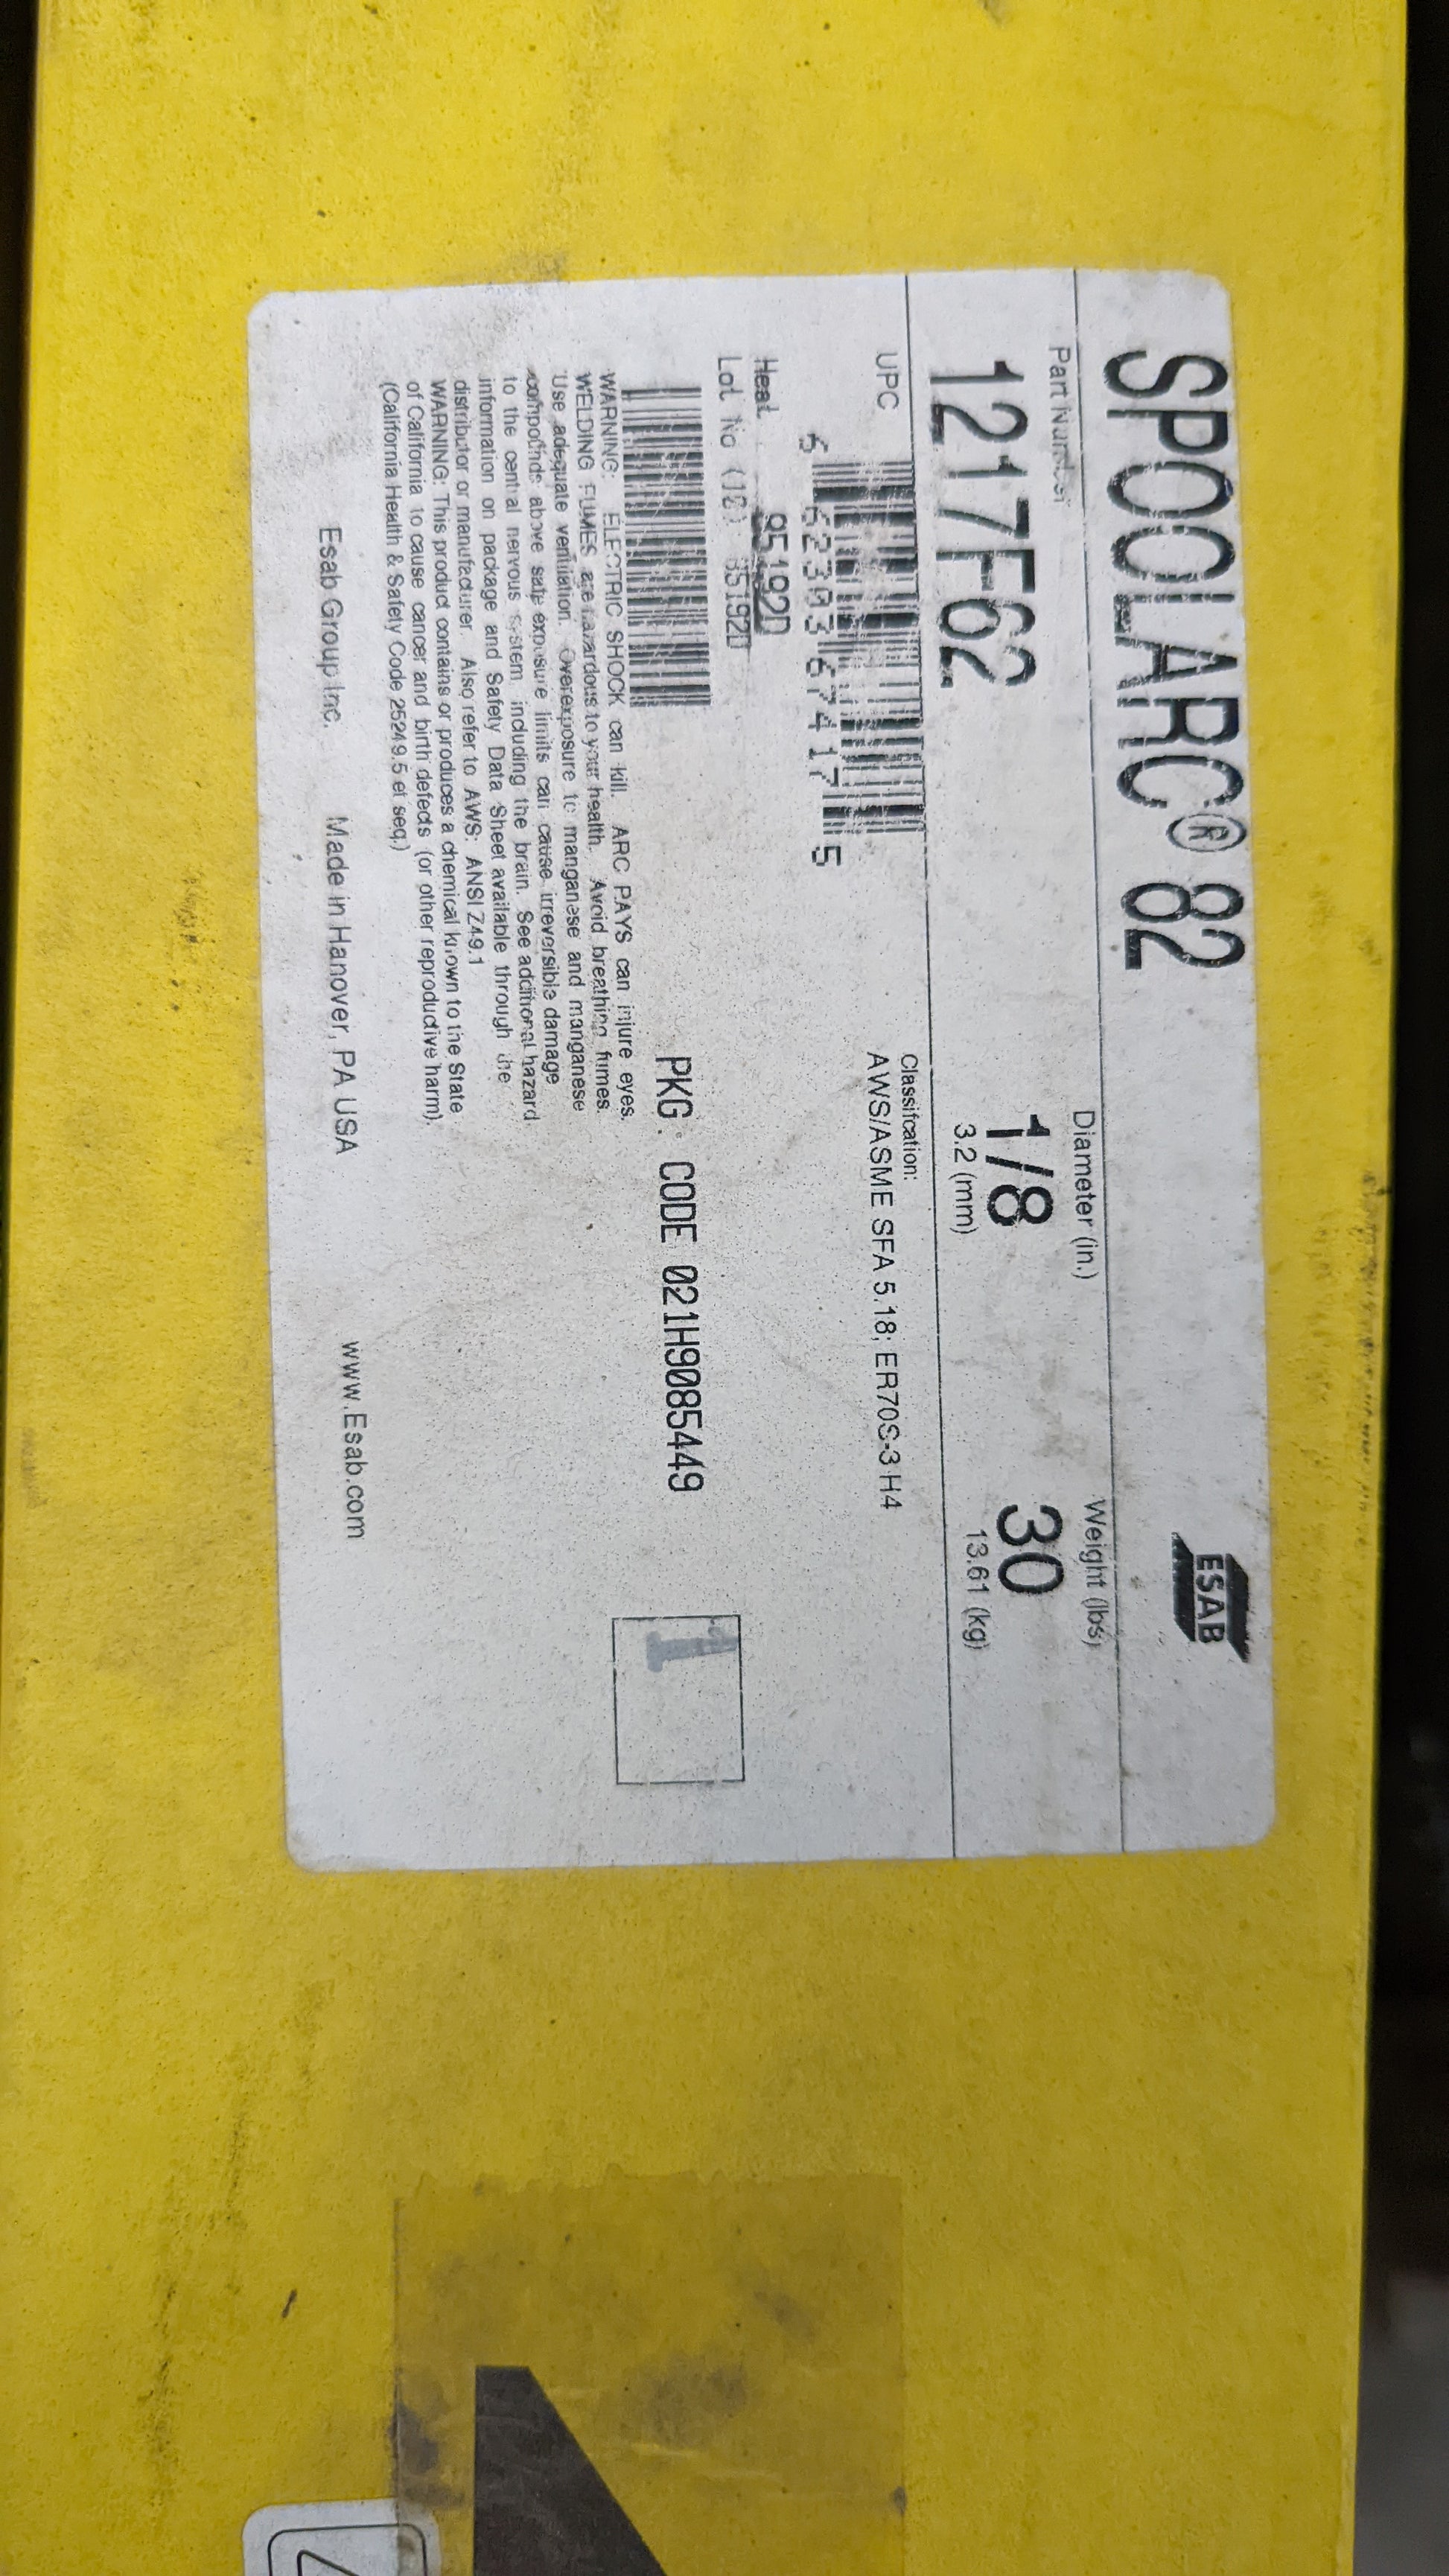 SPOOLARC® 82
ESAB
Part Number
1217F62
Diameter (in.)
1/8
3.2 (mm)
Weight (lbs)
30
13.61 (kg)
UPC
6 62303 67417 5
Classifcation:
AWS/ASME SFA 5.18; ER70S-3 H4
Heat 95192D
Lot No
PKG. CODE 021H9085449
1
WARNING: ELECTRIC SHOCK can kill. ARC PAYS can injure eyes.
WELDING FUMES are hazardous to your health. Avoid breathing fumes.
Use adequate ventilation. Overexposure to manganese and manganese
compounds above safe exposure limits can cause irreversible damage
to the central nervous system including the brain. See additional hazard
information on package and Safety Data Sheet available through the
distributor or manufacturer Also refer to AWS: ANSI Z49.1
WARNING: This product contains or produces a chemical known to the State
of California to cause cancer and birth defects (or other reproductive harm).
(California Health & Safety Code 25249.5 et seq.)
Esab Group Inc. Made in Hanover, PA USA www.Esab.com